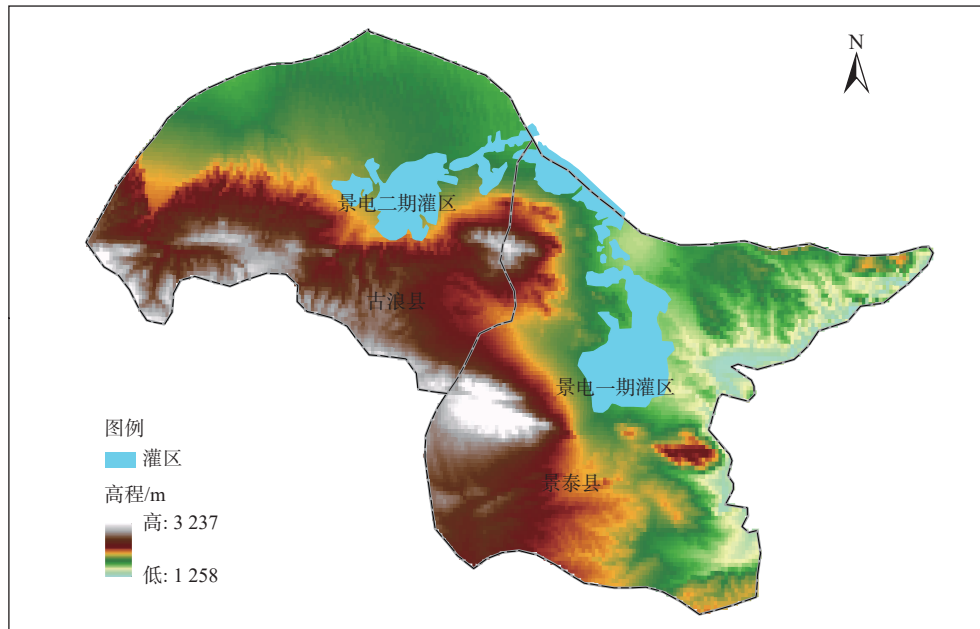 N
景电二期灌区
古浪县
景电一期灌区
景泰县
图例
灌区
高程/m
高: 3 237
低: 1 258